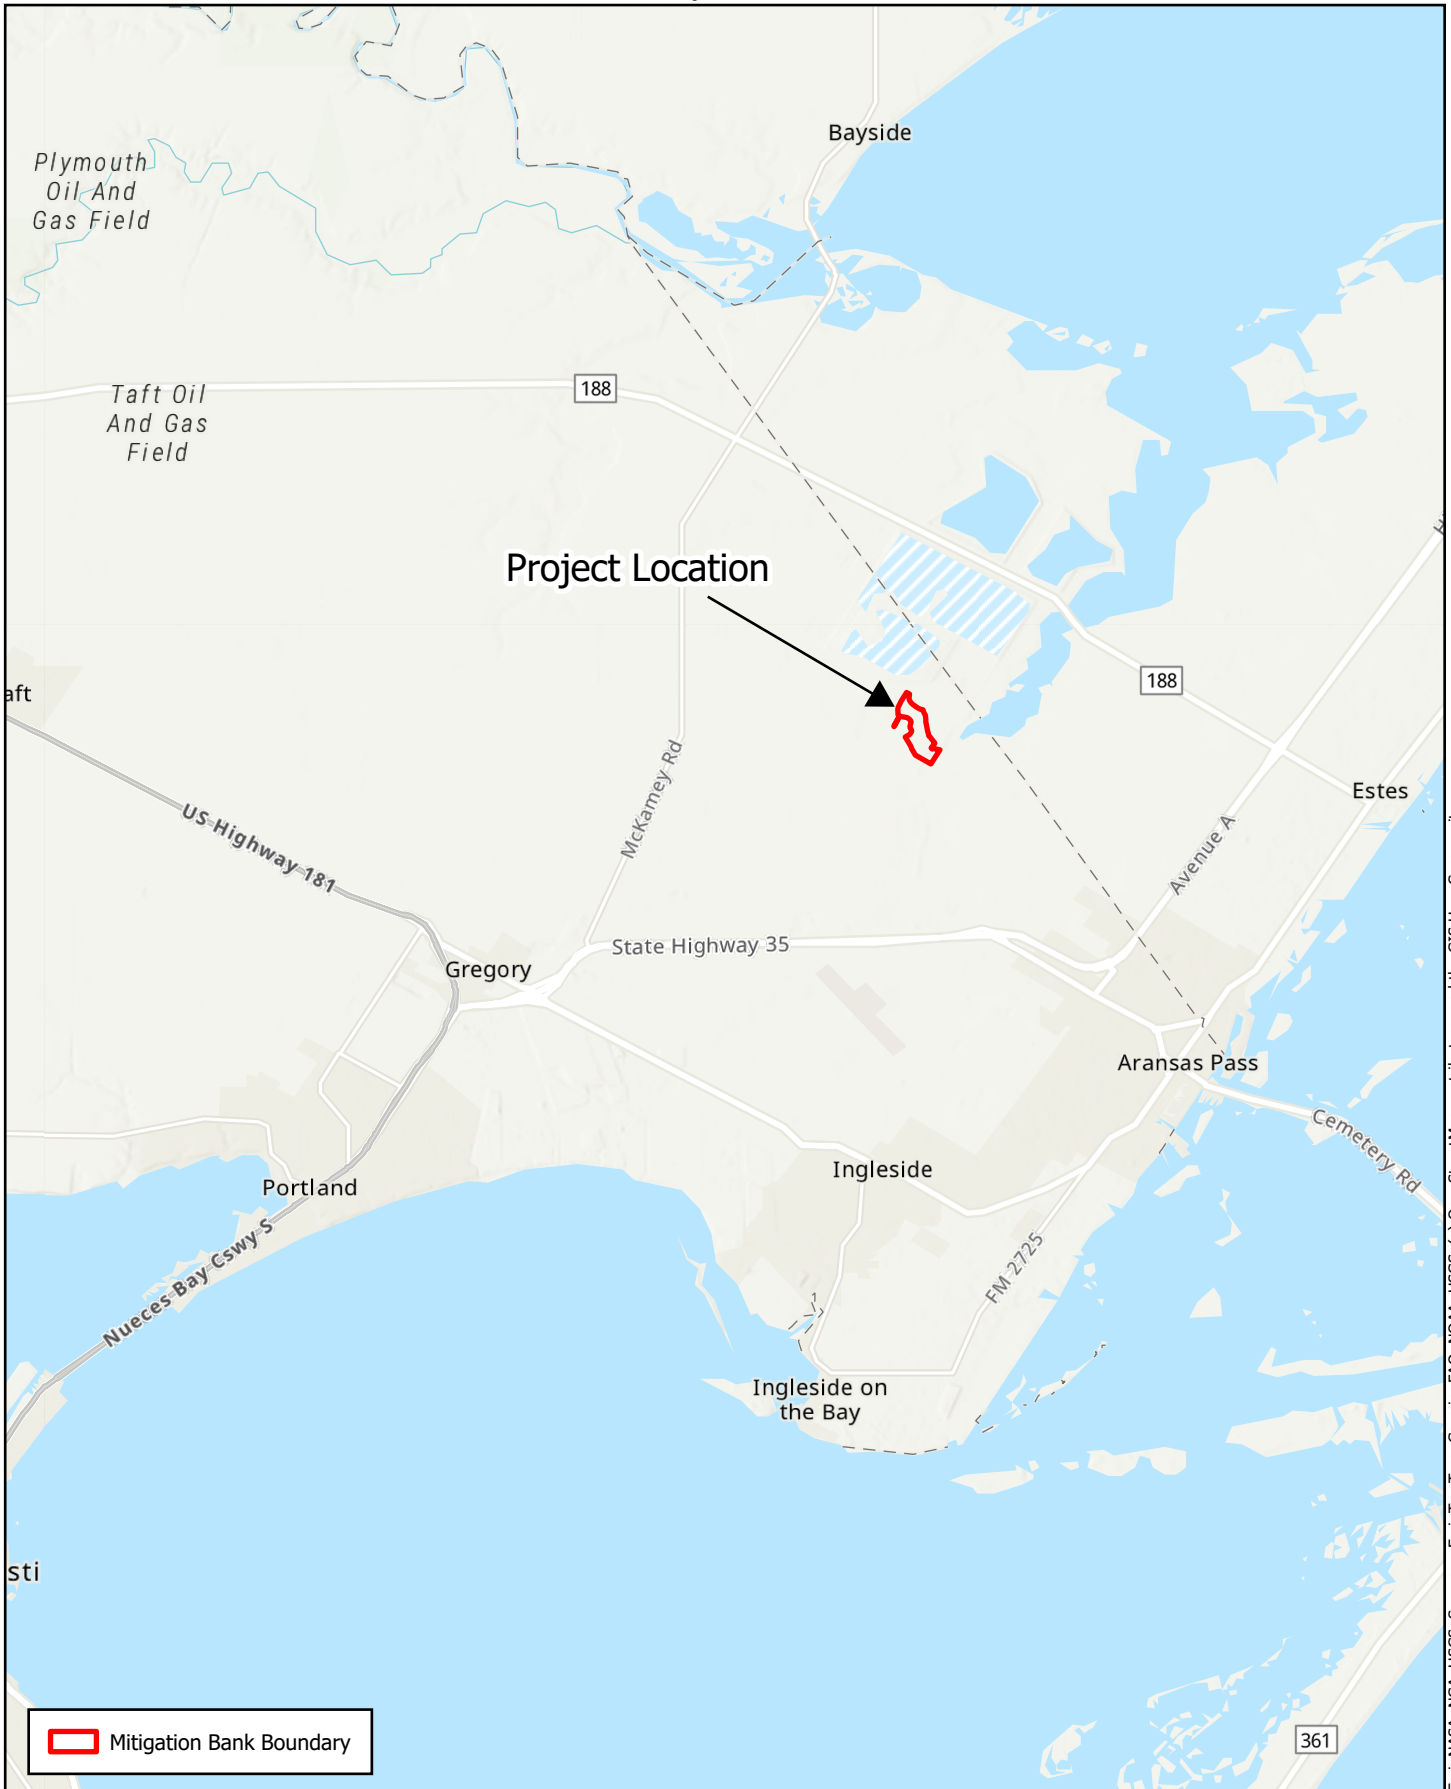 Bayside
Plymouth
Oil And
Gas Field
Taft Oil
And Gas
Field
188
Project Location
188
aft
McKamey Rd
US Highway 181
Estes
Avenue A
State Highway 35
Gregory
Aransas Pass
Cemetery Rd
Ingleside
Portland
FM 2725
Nueces Bay Cswy S
Ingleside on
the Bay
sti
361
Mitigation Bank Boundary